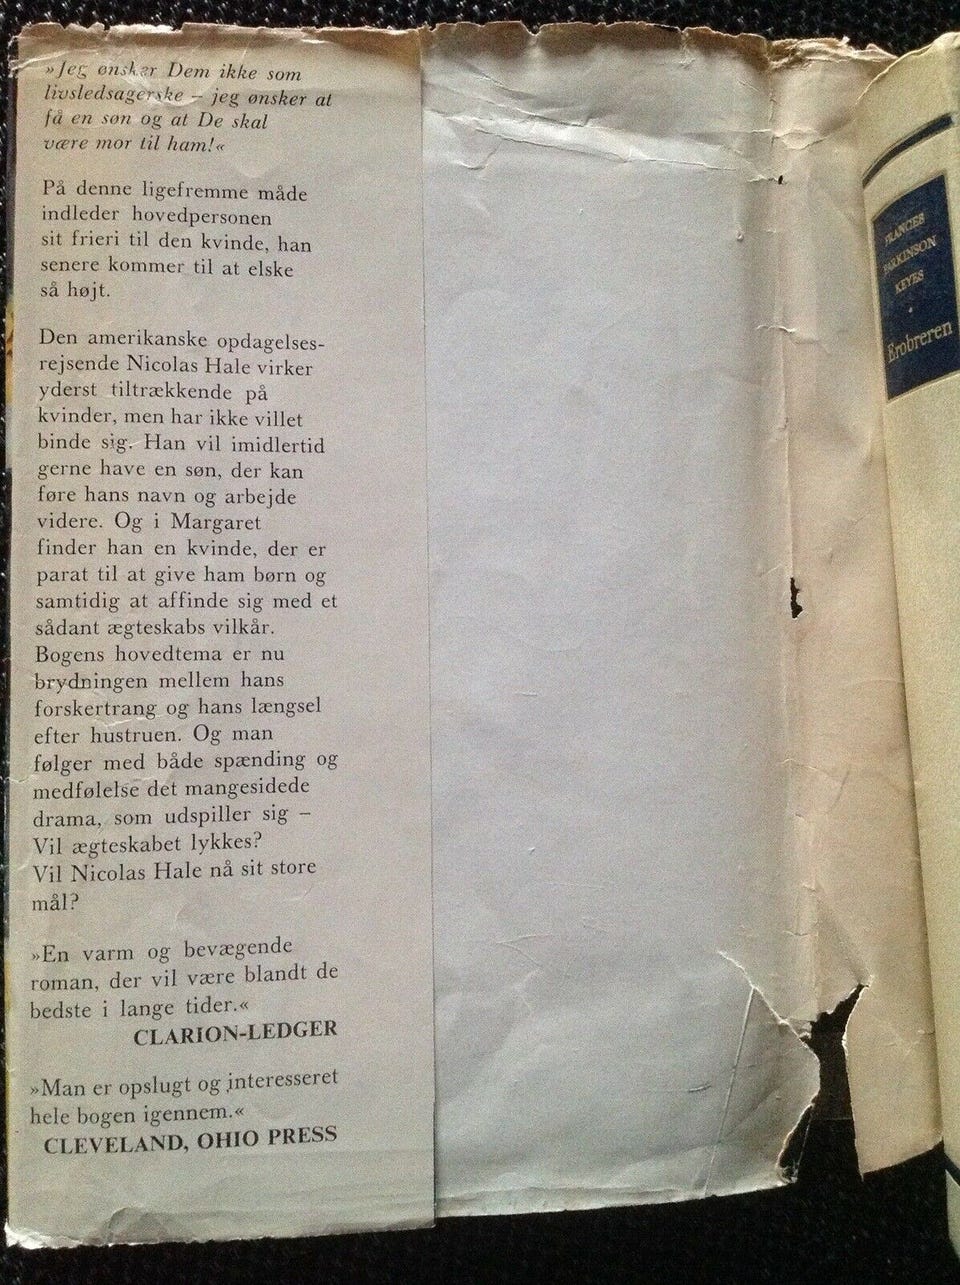 »Jeg ønsker Dem ikke som
livsledsagerske – jeg ønsker at
få en søn og at De skal
være mor til ham!«
På denne ligefremme måde
indleder hovedpersonen
sit frieri til den kvinde, han
senere kommer til at elske
så højt.
Den amerikanske opdagelses-
rejsende Nicolas Hale virker
yderst tiltrækkende på
kvinder, men har ikke villet
binde sig. Han vil imidlertid
gerne have en søn, der kan
føre hans navn og arbejde
videre. Og i Margaret
finder han en kvinde, der er
parat til at give ham børn og
samtidig at affinde sig med et
sådant ægteskabs vilkår.
Bogens hovedtema er nu
brydningen mellem hans
forskertrang og hans længsel
efter hustruen. Og man
følger med både spænding og
medfølelse det mangesidede
drama, som udspiller sig –
Vil ægteskabet lykkes?
Vil Nicolas Hale nå sit store
mål?
»En varm og bevægende
roman, der vil være blandt de
bedste i lange tider.«
CLARION-LEDGER
»Man er opslugt og interesseret
hele bogen igennem.«
CLEVELAND, OHIO PRESS
FRANCES
PARKINSON
KEYES
Erobreren